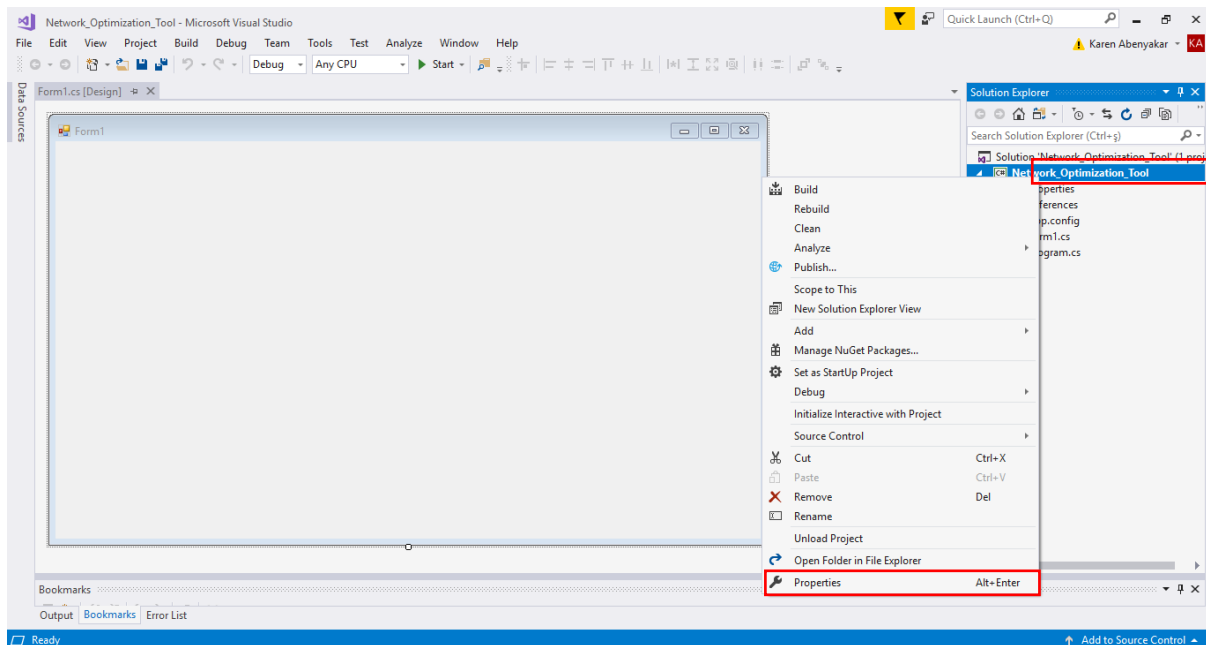 Network_Optimization_Tool - Microsoft Visual Studio
Quick Launch (Ctrl+Q)
File Edit View Project Build Debug Team Tools Test Analyze Window Help
Karen Abenyakar KA
Debug Any CPU Start
Data Sources
Form1.cs [Design]
Solution Explorer
Search Solution Explorer (Ctrl+ş)
Form1
Solution 'Network_Optimization_Tool' (1 proj
C# Network_Optimization_Tool
operties
ferences
p.config
rm1.cs
ogram.cs
Build
Rebuild
Clean
Analyze
Publish...
Scope to This
New Solution Explorer View
Add
Manage NuGet Packages...
Set as StartUp Project
Debug
Initialize Interactive with Project
Source Control
Cut Ctrl+X
Paste Ctrl+V
Remove Del
Rename
Unload Project
Open Folder in File Explorer
Properties Alt+Enter
Bookmarks
Output Bookmarks Error List
Ready
Add to Source Control